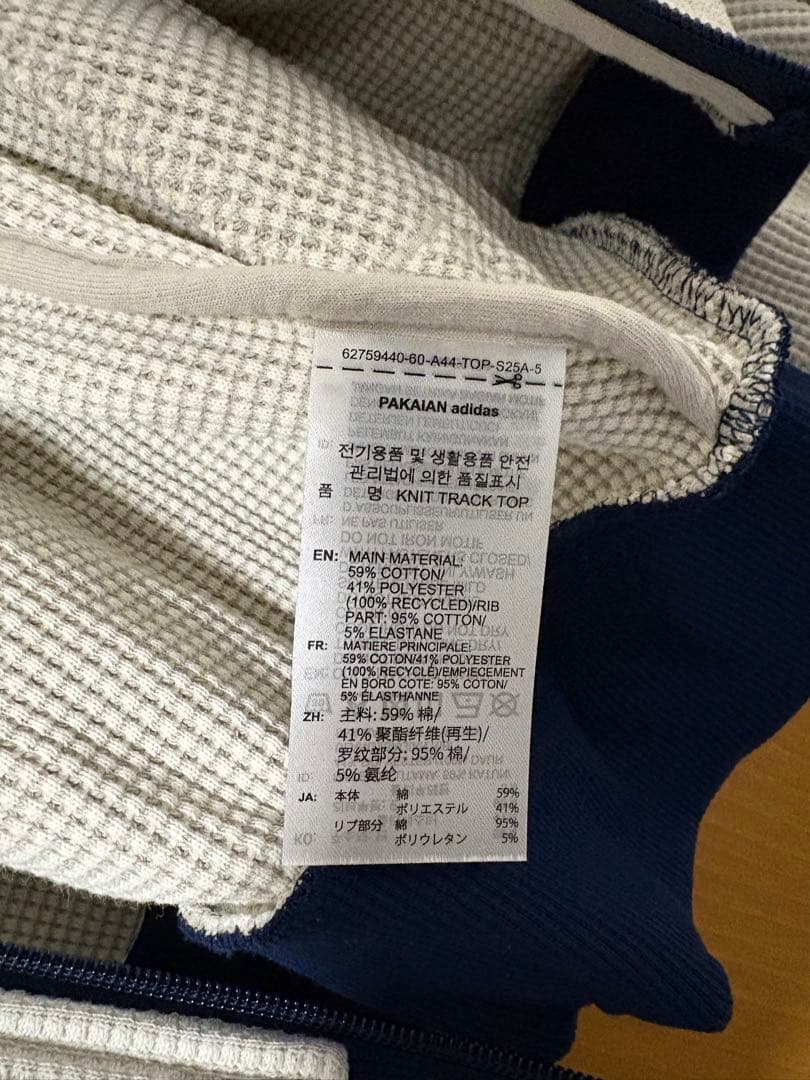 62759440-60-A44-TOP-S25A-5
PAKAIAN adidas
전기용품 및 생활용품 안전
관리법에 의한 품질표시
품 명 KNIT TRACK TOP
EN: MAIN MATERIAL:
59% COTTON/
41% POLYESTER
(100% RECYCLED)/RIB
PART: 95% COTTON/
5% ELASTANE
FR: MATIERE PRINCIPALE:
59% COTON/41% POLYESTER
(100% RECYCLÉ)/EMPIECEMENT
EN BORD COTE: 95% COTON/
5% ÉLASTHANNE
ZH: 主料: 59% 棉/
41% 聚酯纤维(再生)/
罗纹部分: 95% 棉/
5% 氨纶
JA: 本体 綿 59%
ポリエステル 41%
リブ部分 綿 95%
ポリウレタン 5%